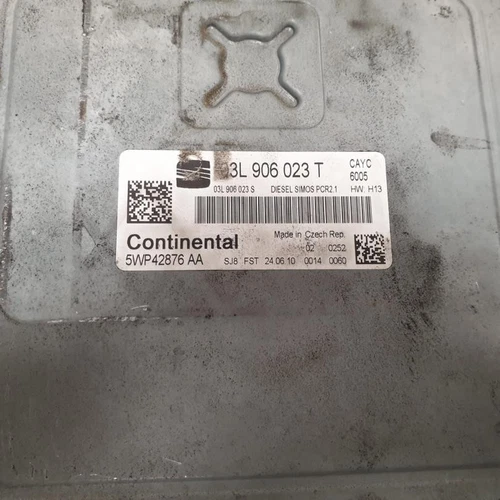 03L 906 023 T CAYC
6005
03L 906 023 S DIESEL SIMOS PCR2.1 HW: H13
Continental Made in Czech Rep.
02 0252
5WP42876 AA SJ8 FST 24.06.10 0014 0060